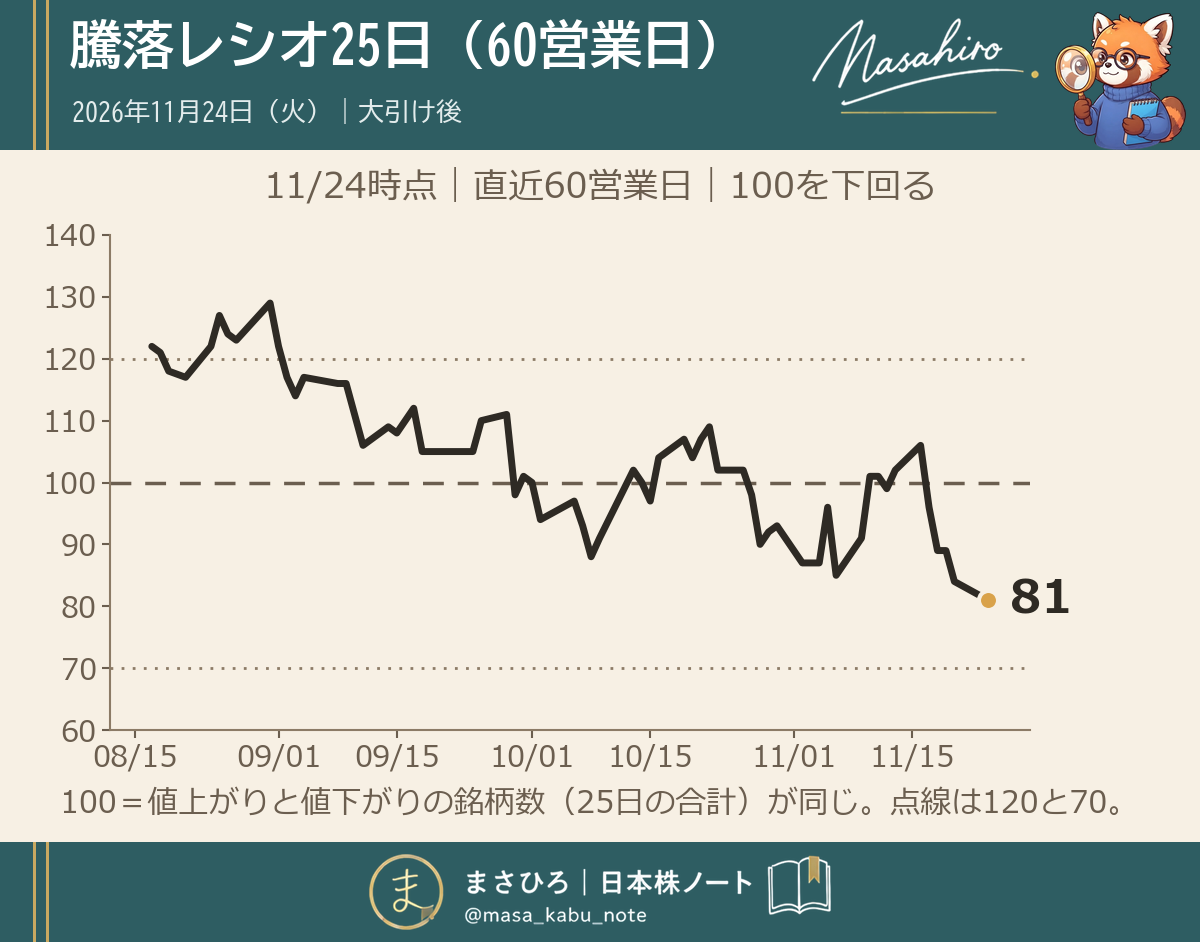 騰落レシオ25日（60営業日）
2026年11月24日（火）｜大引け後
Masahiro
11/24時点｜直近60営業日｜100を下回る
140
130
120
110
100
90
80
70
60
81
08/15 09/01 09/15 10/01 10/15 11/01 11/15
100＝値上がりと値下がりの銘柄数（25日の合計）が同じ。点線は120と70。
ま
まさひろ｜日本株ノート
@masa_kabu_note